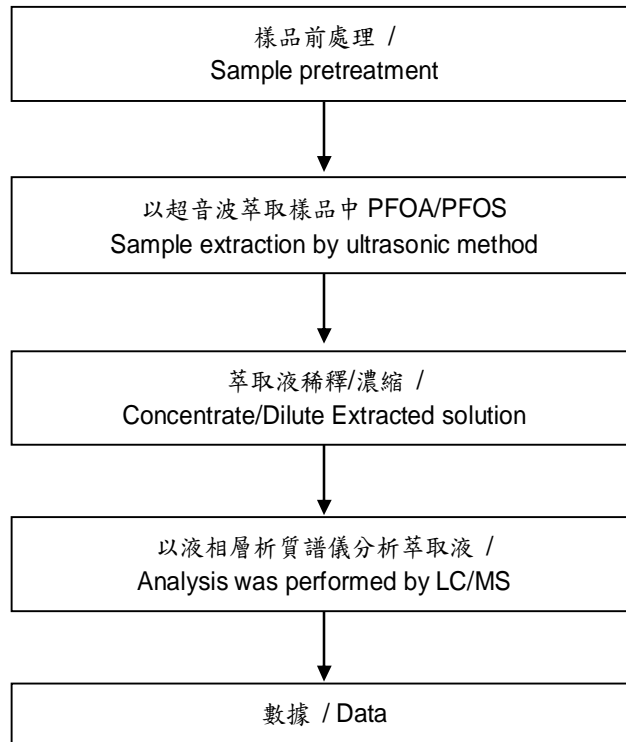 樣品前處理 /
Sample pretreatment
以超音波萃取樣品中 PFOA/PFOS
Sample extraction by ultrasonic method
萃取液稀釋/濃縮 /
Concentrate/Dilute Extracted solution
以液相層析質譜儀分析萃取液 /
Analysis was performed by LC/MS
數據 / Data